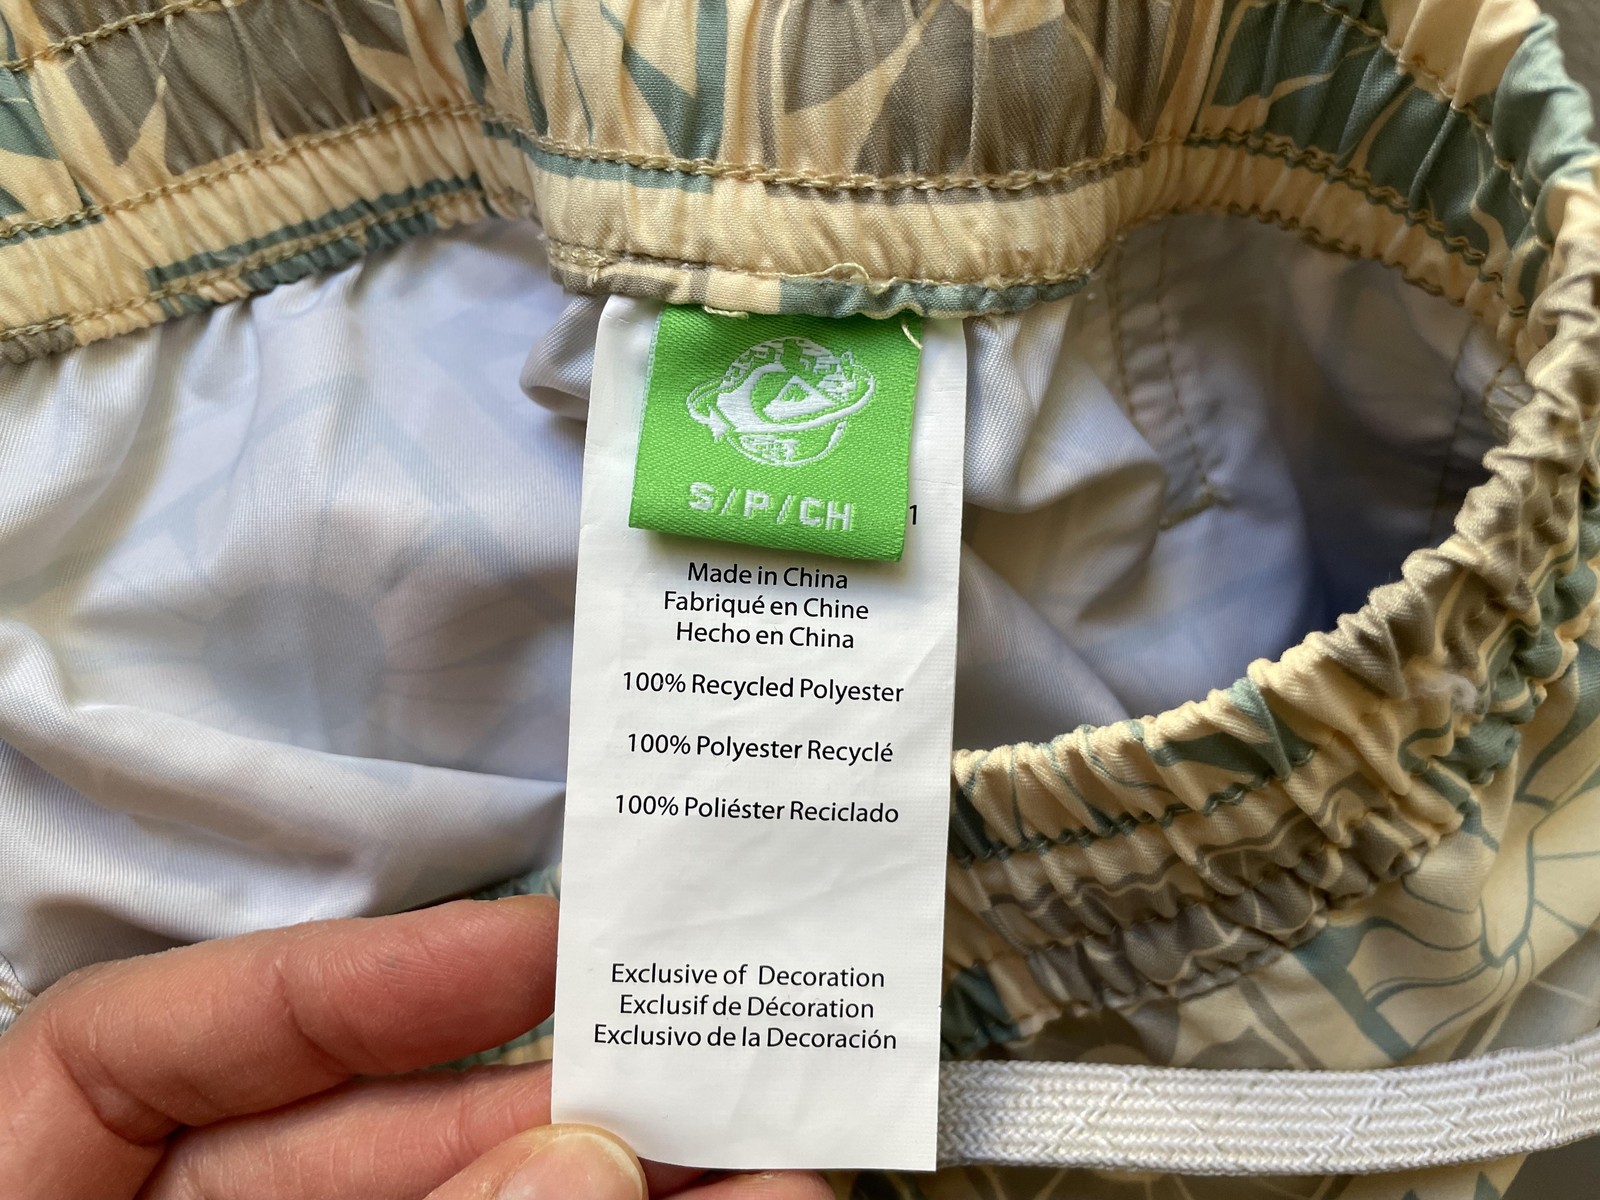 S/P/CH
1
Made in China
Fabriqué en Chine
Hecho en China
100% Recycled Polyester
100% Polyester Recyclé
100% Poliéster Reciclado
Exclusive of Decoration
Exclusif de Décoration
Exclusivo de la Decoración